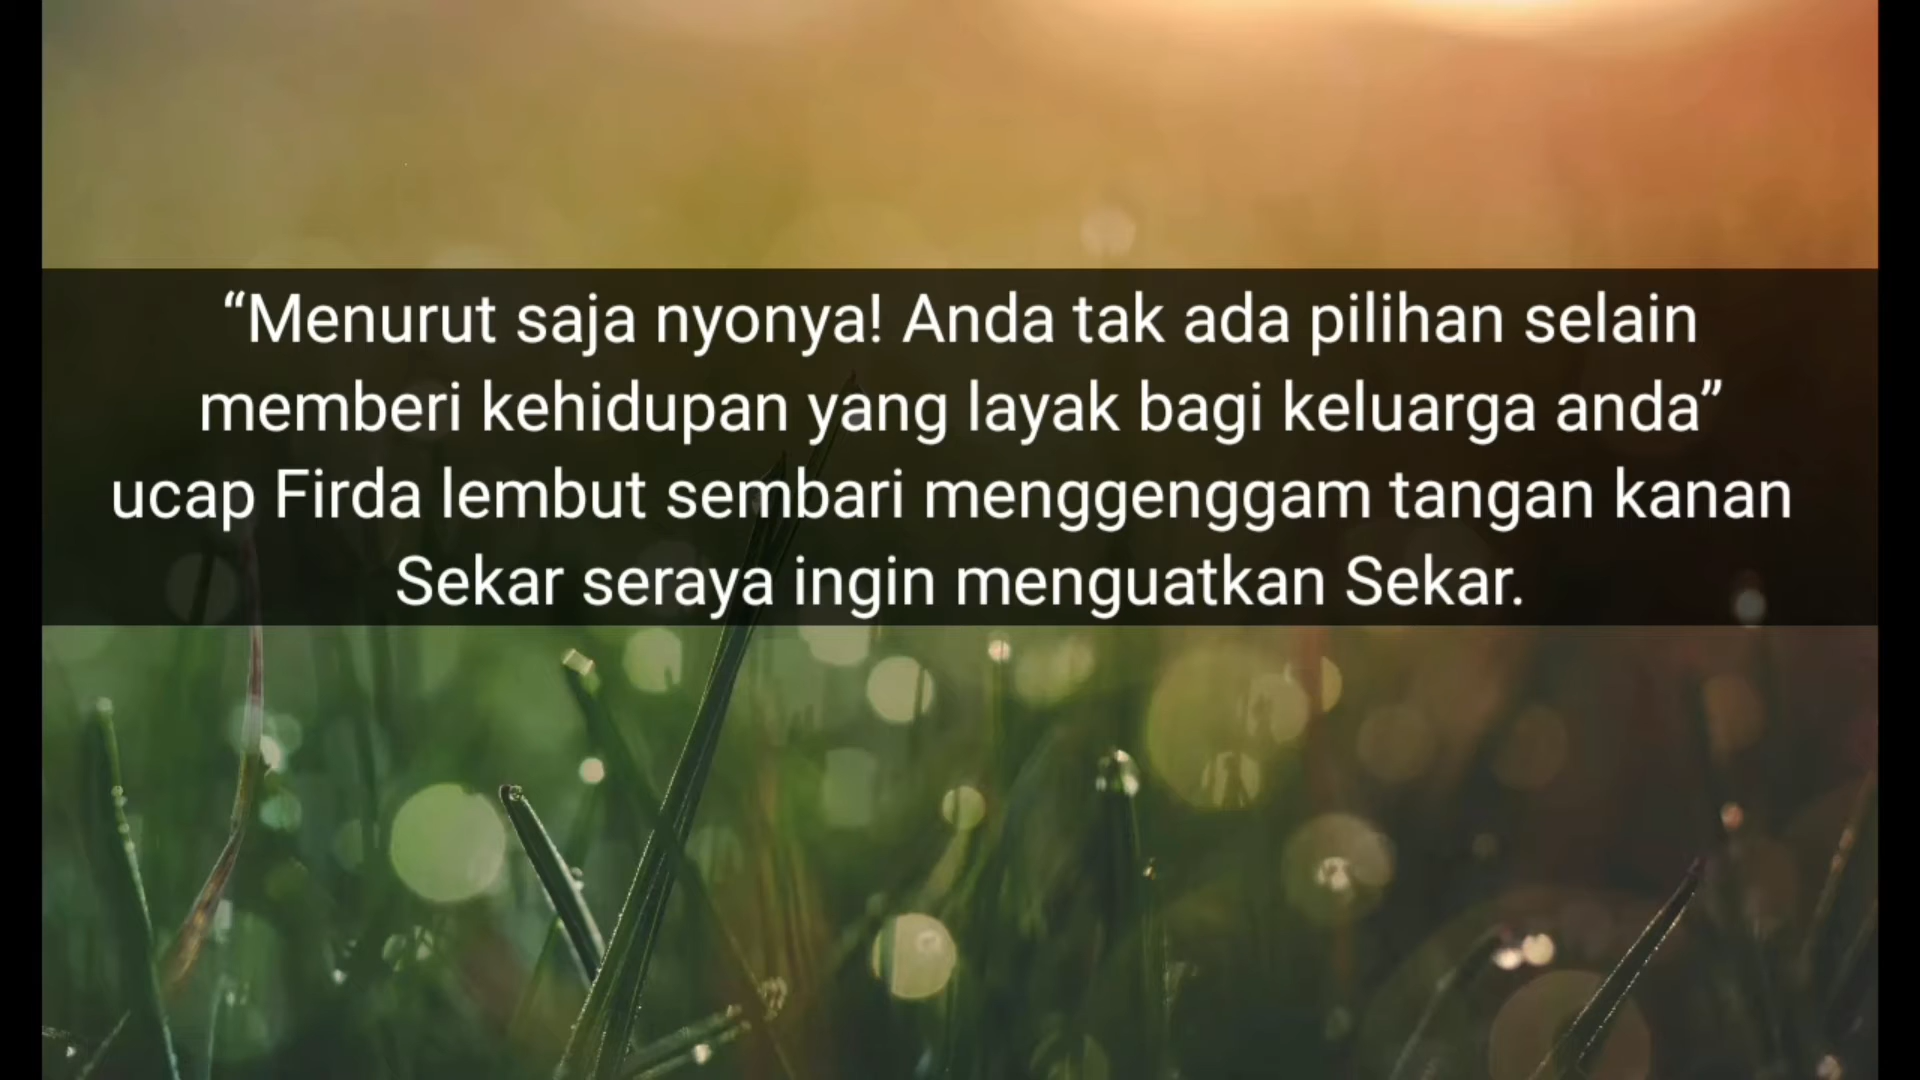 “Menurut saja nyonya! Anda tak ada pilihan selain
memberi kehidupan yang layak bagi keluarga anda”
ucap Firda lembut sembari menggenggam tangan kanan
Sekar seraya ingin menguatkan Sekar.